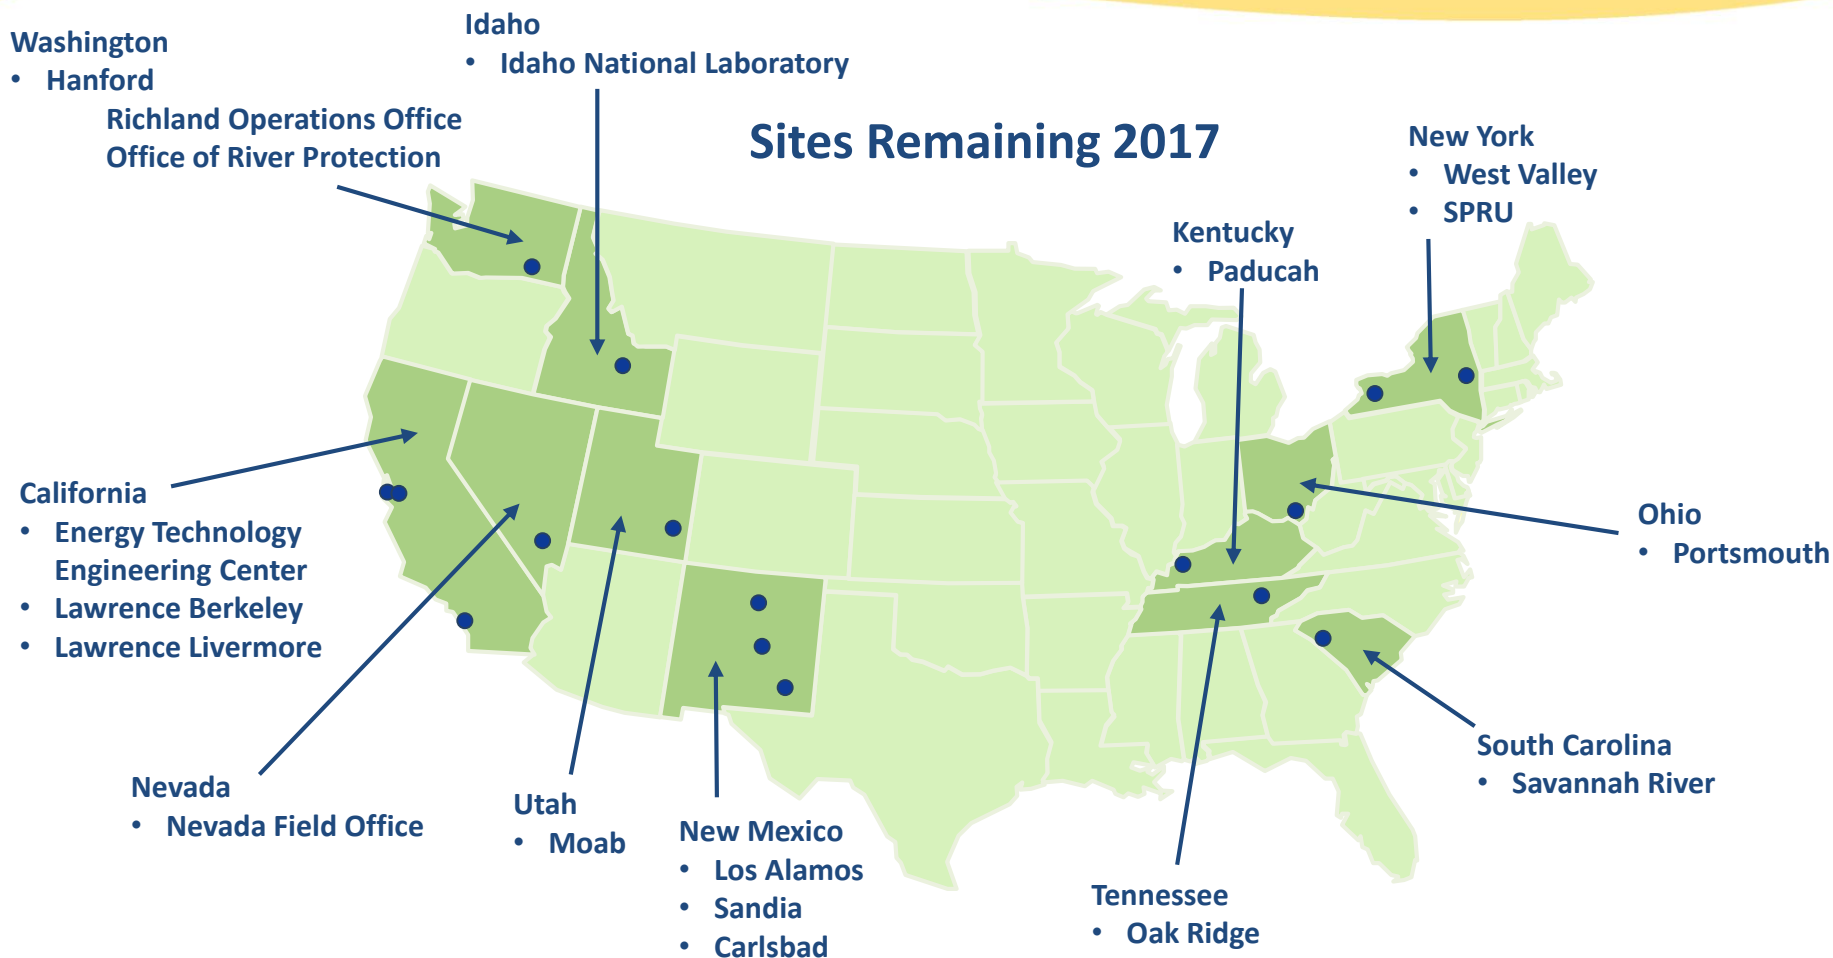 Washington
• Hanford
Richland Operations Office
Office of River Protection
Idaho
• Idaho National Laboratory
Sites Remaining 2017
New York
• West Valley
• SPRU
Kentucky
• Paducah
California
• Energy Technology
Engineering Center
• Lawrence Berkeley
• Lawrence Livermore
Ohio
• Portsmouth
Nevada
• Nevada Field Office
Utah
• Moab
New Mexico
• Los Alamos
• Sandia
• Carlsbad
Tennessee
• Oak Ridge
South Carolina
• Savannah River